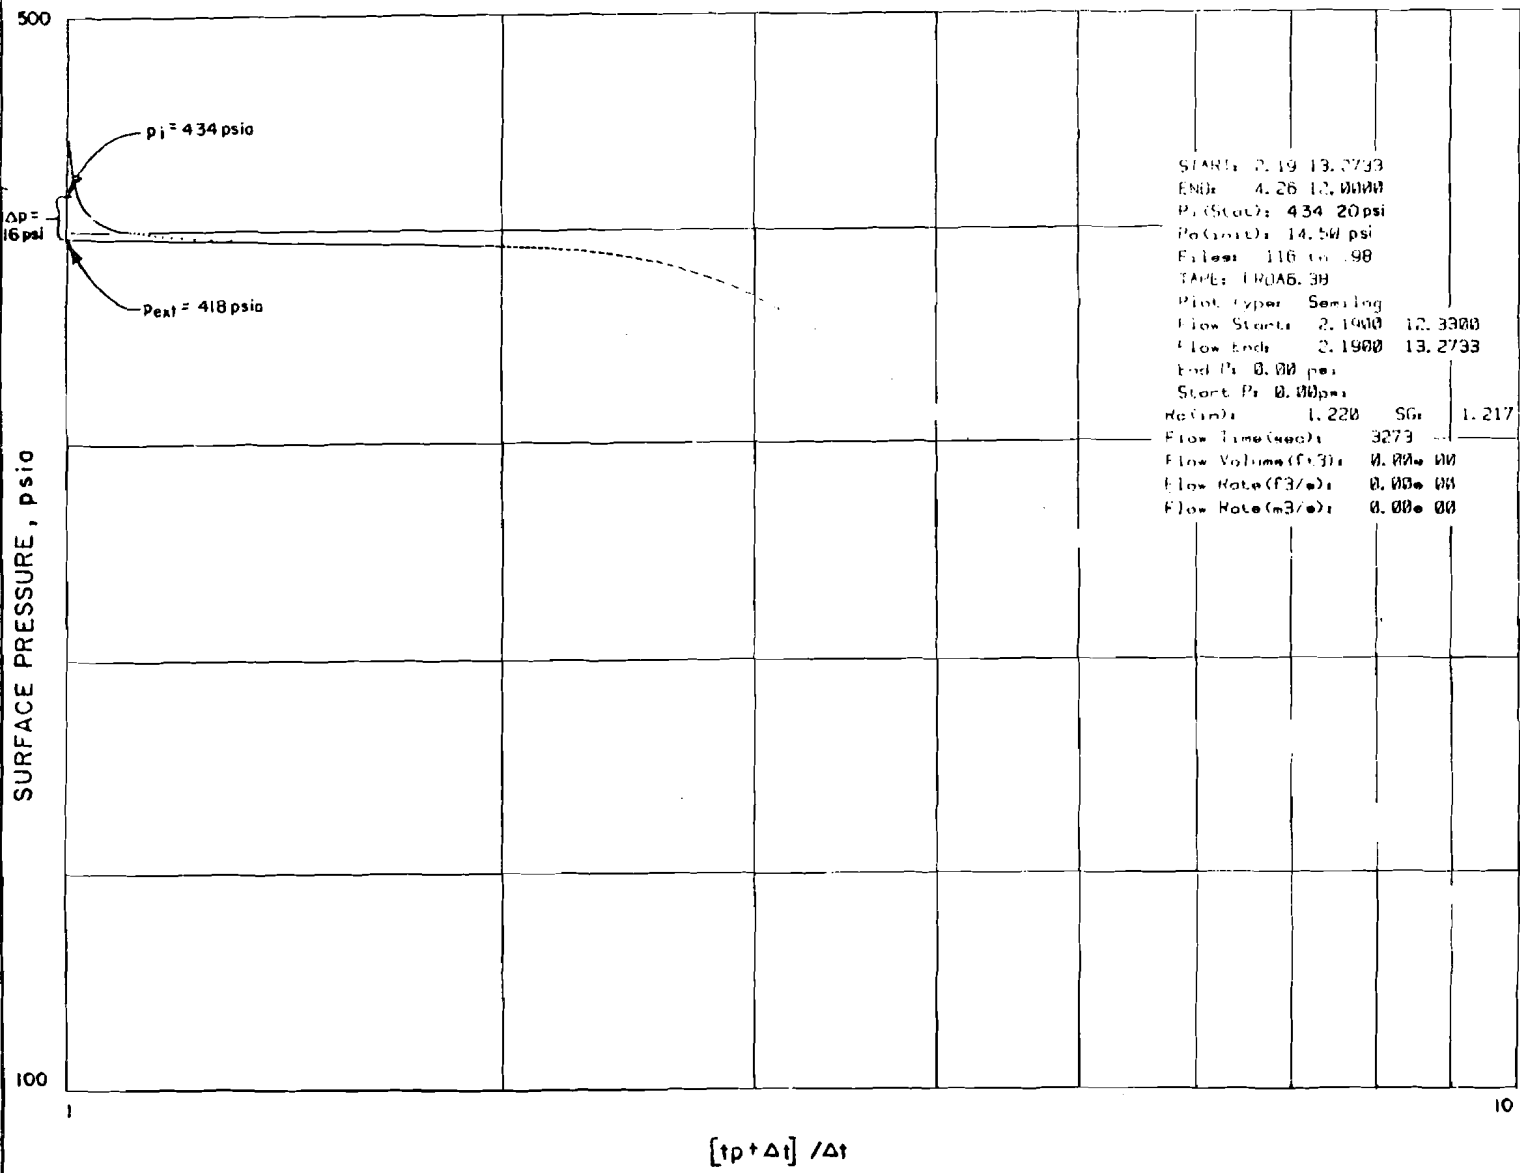 500
pi = 434 psia
Δp =
16 psi
pext = 418 psia
START: 2.19 13.2733
END: 4.26 12.0000
Pi(Stat): 434 20psi
Po(init): 14.50 psi
Files: 116 to 98
TAPE:
Plot type: Semilog
Flow Start: 2.1900 12.3300
Flow End: 2.1900 13.2733
End P: 0.00 psi
Start P: 0.00psi
1.220 SG: 1.217
Flow Time(sec): 3273
Flow Volume(ft3): 0.00e 00
Flow Rate(f3/s): 0.00e 00
Flow Rate(m3/s): 0.00e 00
SURFACE PRESSURE, psia
100
1
10
[tp + Δt] /Δt